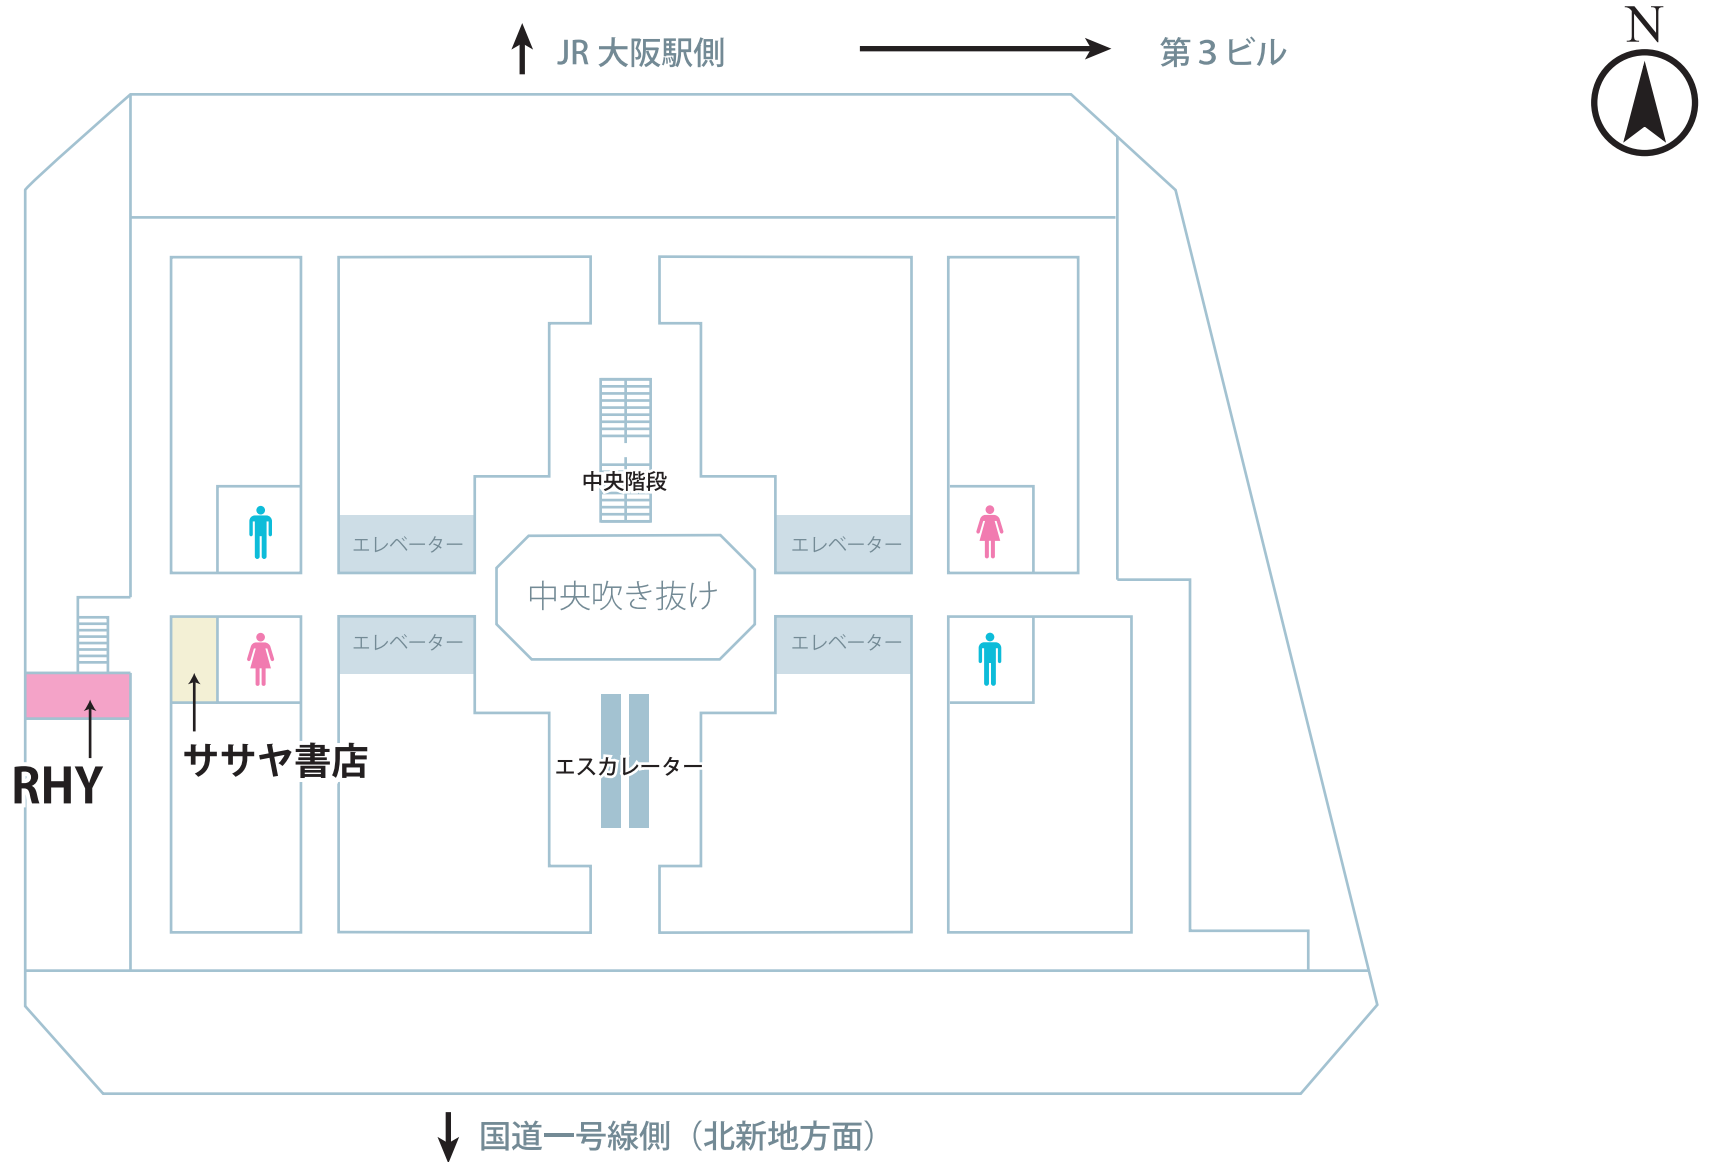 JR 大阪駅側
第 3 ビル
N
中央階段
エレベーター
エレベーター
中央吹き抜け
エレベーター
エレベーター
RHY
ササヤ書店
エスカレーター
国道一号線側（北新地方面）